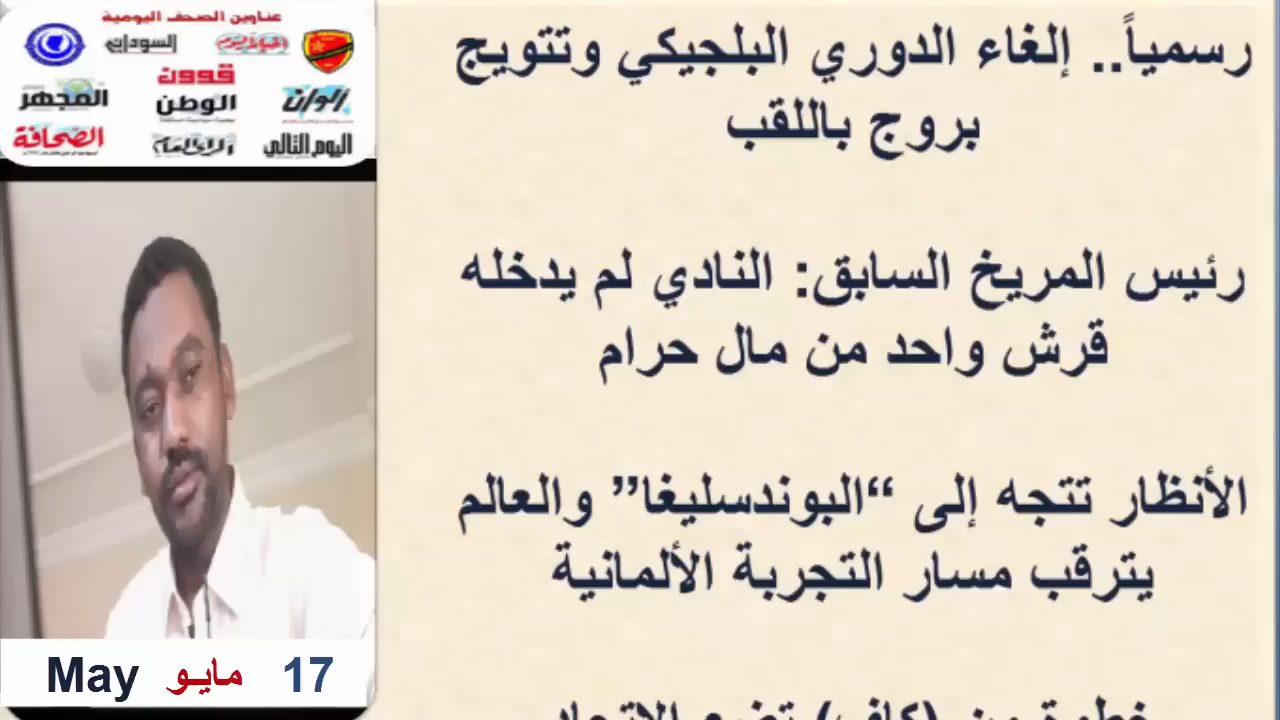 عناوين الصحف اليومية
السودان
قوون
المجهر
الوطن
ألوان
الصحافة
اليوم التالي
رسمياً.. إلغاء الدوري البلجيكي وتتويج
بروج باللقب
رئيس المريخ السابق: النادي لم يدخله
قرش واحد من مال حرام
الأنظار تتجه إلى “البوندسليغا” والعالم
يترقب مسار التجربة الألمانية
17 مايو May